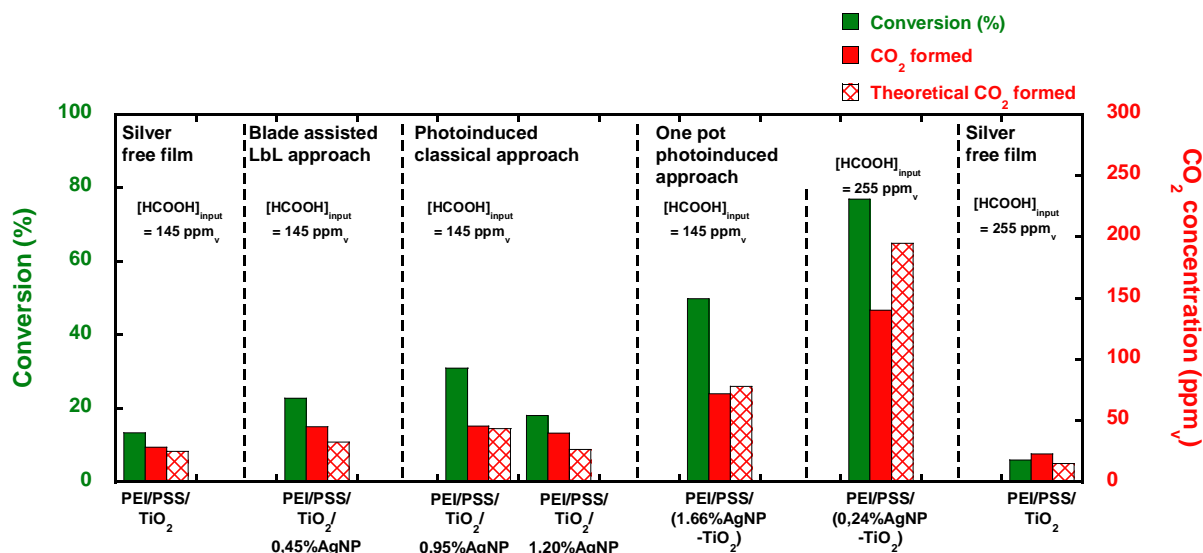 Conversion (%)
CO2 formed
Theoretical CO2 formed
100
80
60
40
20
0
Conversion (%)
300
250
200
150
100
50
0
CO2 concentration (ppmv)
Silver
free film
[HCOOH]input
= 145 ppmv
Blade assisted
LbL approach
[HCOOH]input
= 145 ppmv
Photoinduced
classical approach
[HCOOH]input
= 145 ppmv
One pot
photoinduced
approach
[HCOOH]input
= 145 ppmv
[HCOOH]input
= 255 ppmv
Silver
free film
[HCOOH]input
= 255 ppmv
PEI/PSS/
TiO2
PEI/PSS/
TiO2/
0,45%AgNP
PEI/PSS/
TiO2/
0,95%AgNP
PEI/PSS/
TiO2/
1,20%AgNP
PEI/PSS/
(1.66%AgNP
-TiO2)
PEI/PSS/
(0,24%AgNP
-TiO2)
PEI/PSS/
TiO2